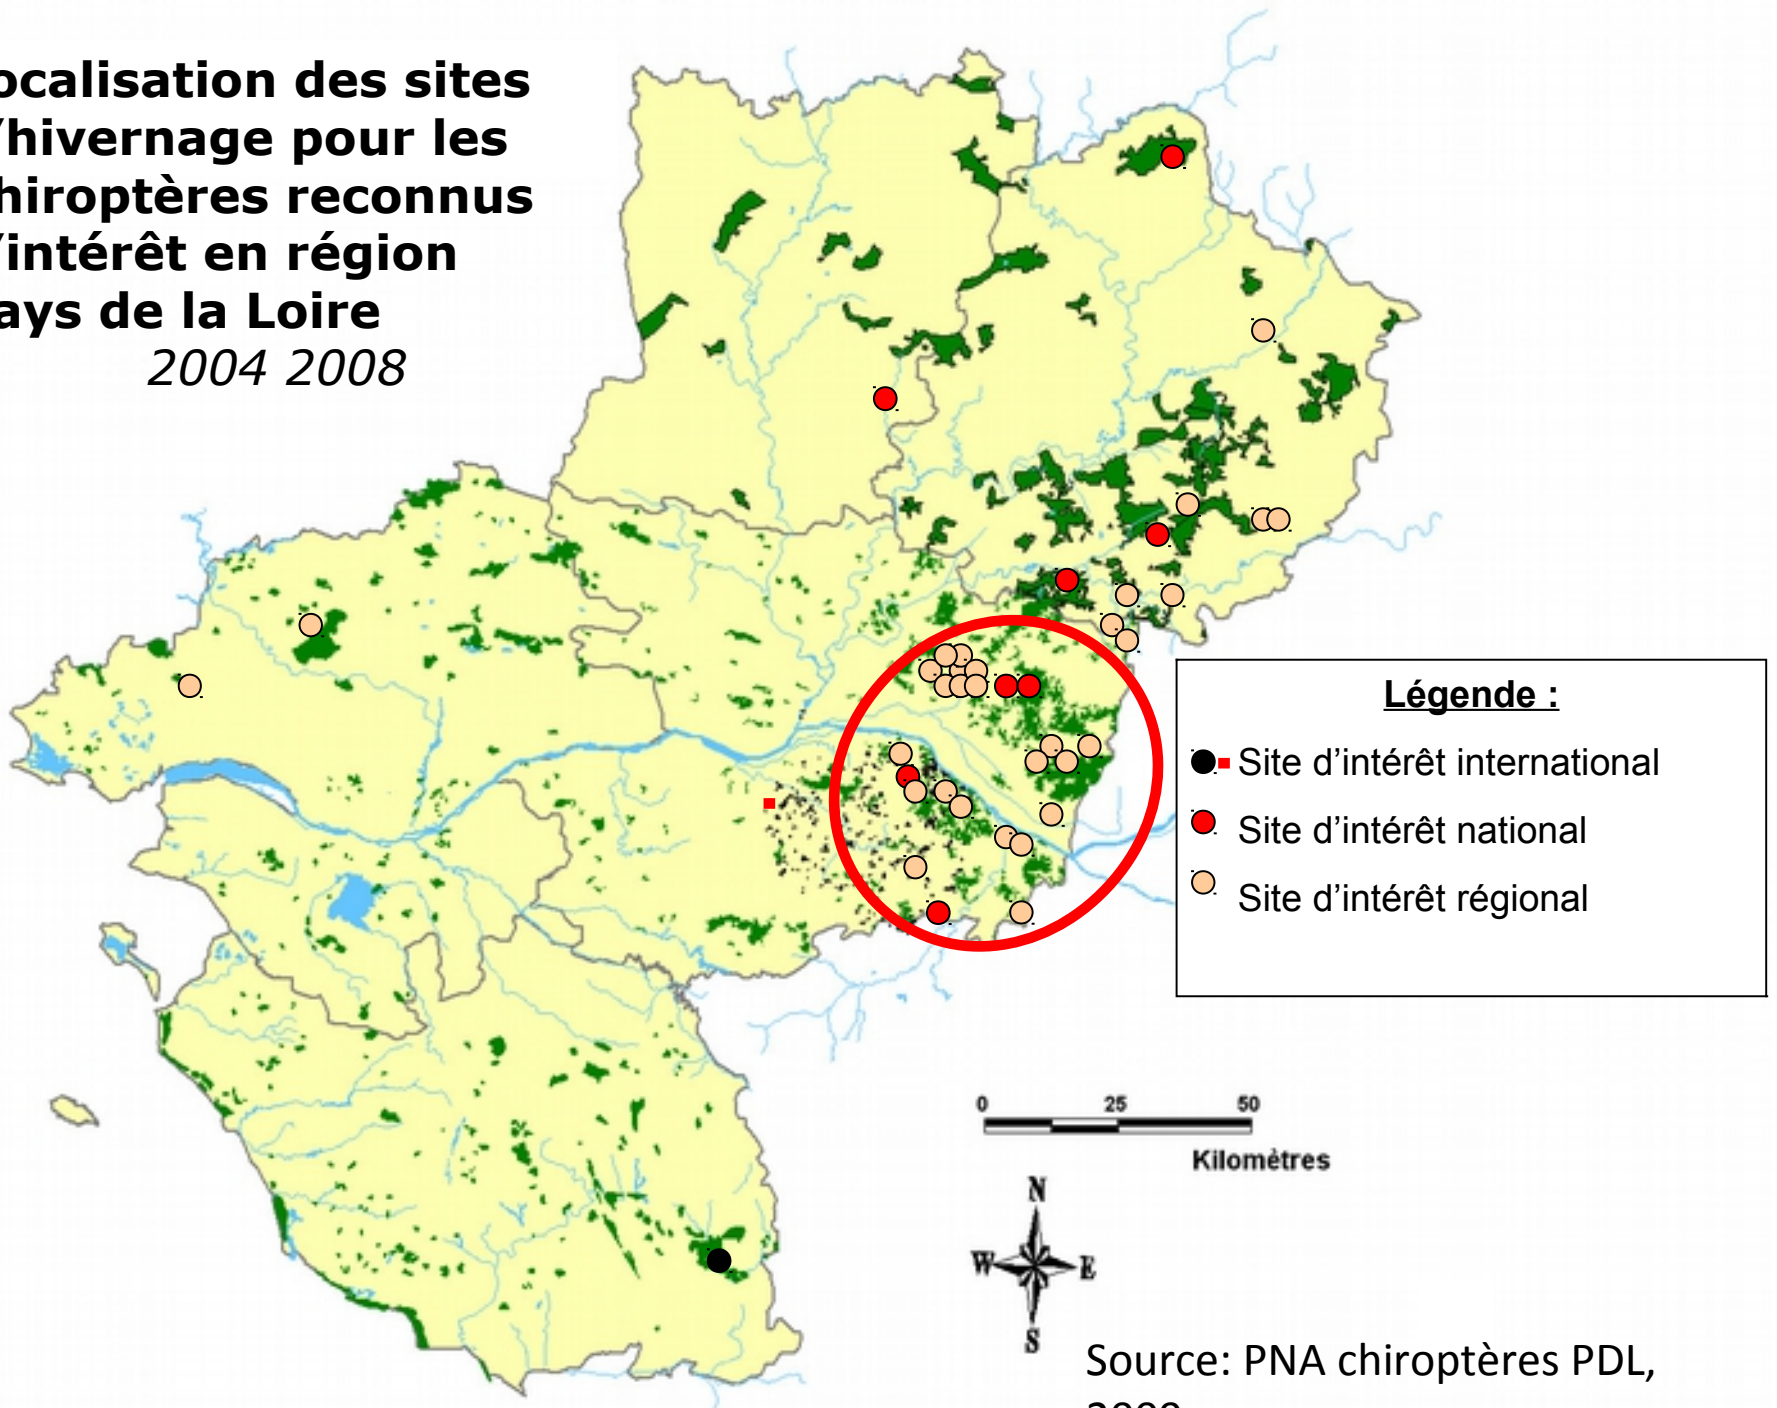 ocalisation des sites
’hivernage pour les
hiroptères reconnus
’intérêt en région
ays de la Loire
2004 2008
Légende :
Site d’intérêt international
Site d’intérêt national
Site d’intérêt régional
0 25 50
Kilomètres
N
W E
S
Source: PNA chiroptères PDL,